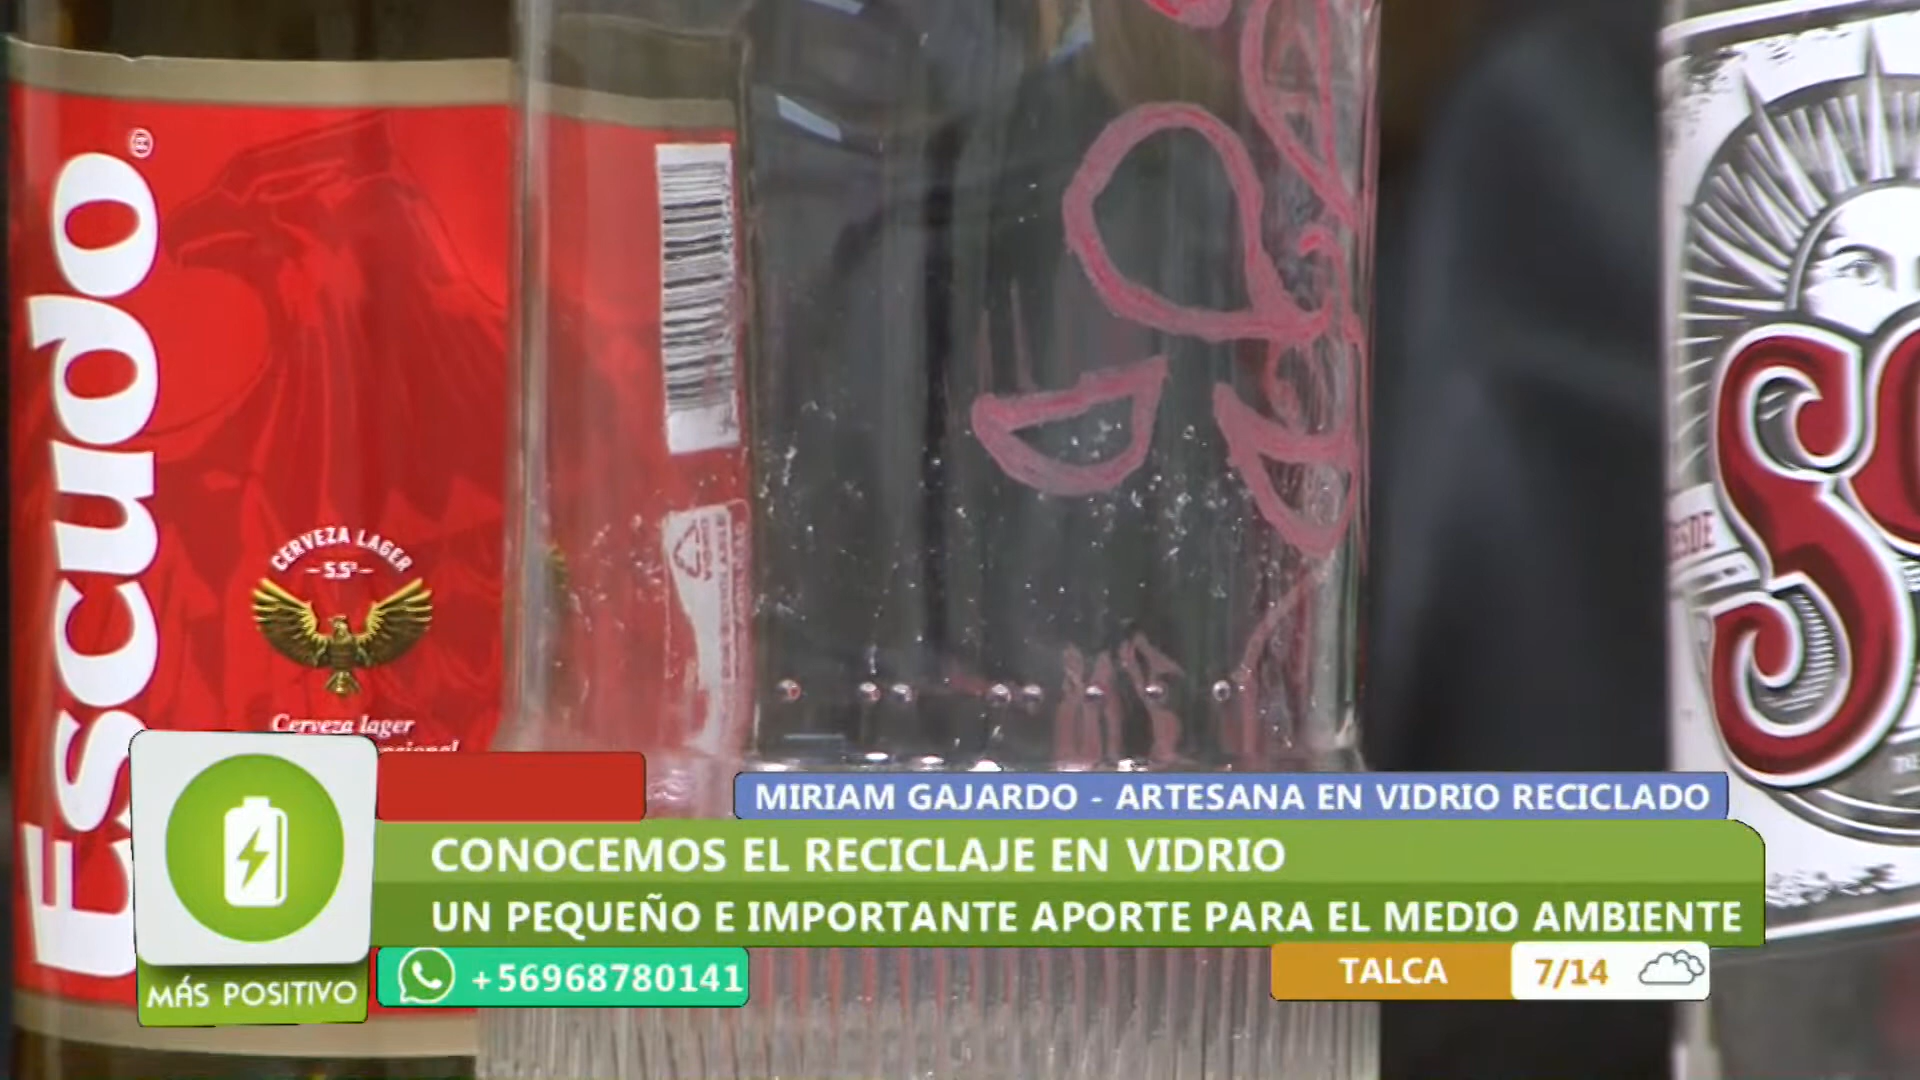 Escudo®
CERVEZA LAGER
5.5°
Cerveza lager
DESDE
MIRIAM GAJARDO - ARTESANA EN VIDRIO RECICLADO
CONOCEMOS EL RECICLAJE EN VIDRIO
UN PEQUEÑO E IMPORTANTE APORTE PARA EL MEDIO AMBIENTE
MÁS POSITIVO
+56968780141
TALCA 7/14